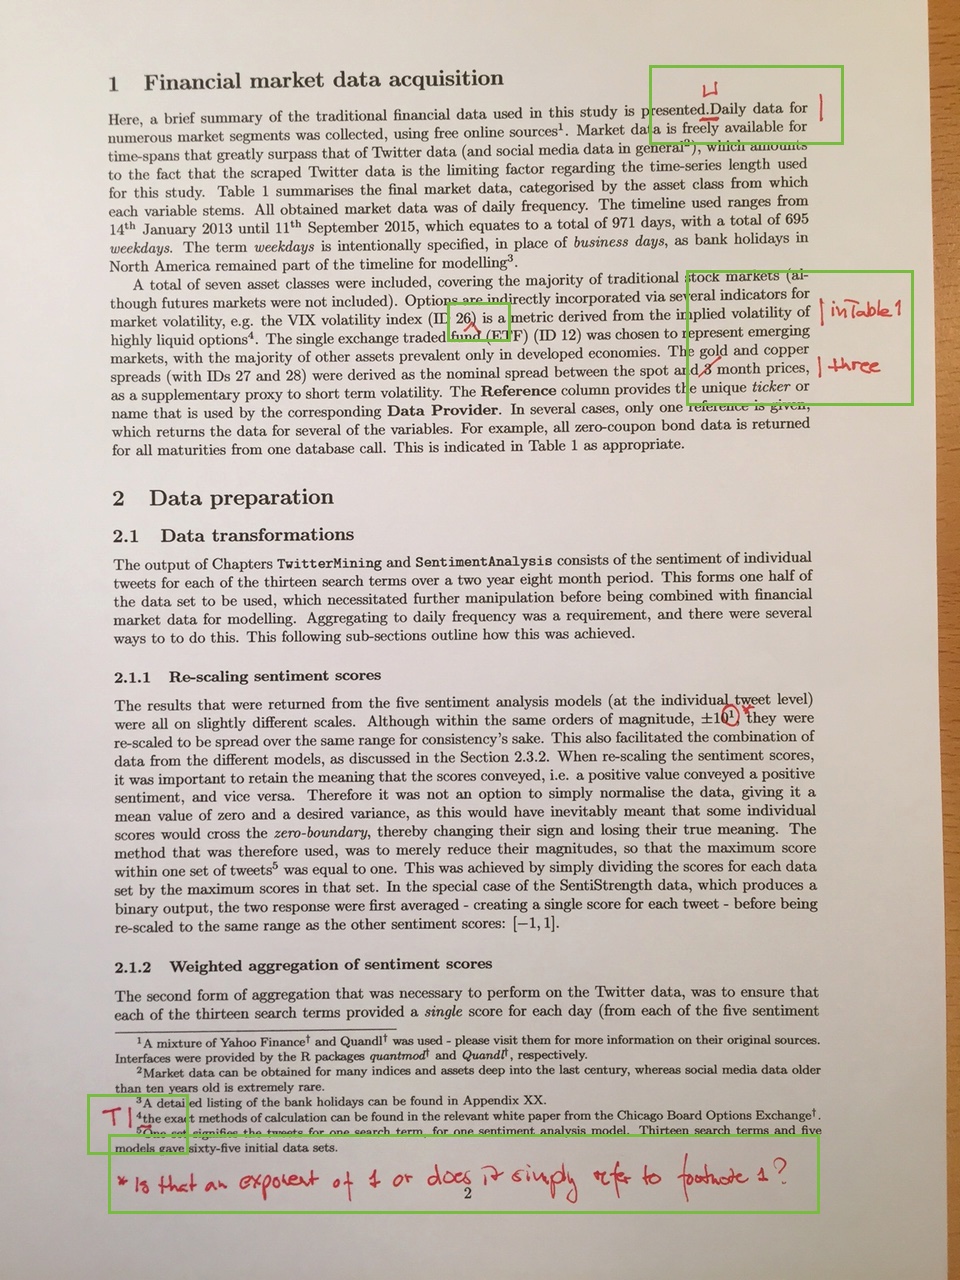 1 Financial market data acquisition
⊔
Here, a brief summary of the traditional financial data used in this study is presented.Daily data for |
numerous market segments was collected, using free online sources¹. Market data is freely available for
time-spans that greatly surpass that of Twitter data (and social media data in general²), which amounts
to the fact that the scraped Twitter data is the limiting factor regarding the time-series length used
for this study. Table 1 summarises the final market data, categorised by the asset class from which
each variable stems. All obtained market data was of daily frequency. The timeline used ranges from
14th January 2013 until 11th September 2015, which equates to a total of 971 days, with a total of 695
weekdays. The term weekdays is intentionally specified, in place of business days, as bank holidays in
North America remained part of the timeline for modelling³.
A total of seven asset classes were included, covering the majority of traditional stock markets (al-
though futures markets were not included). Options are indirectly incorporated via several indicators for
market volatility, e.g. the VIX volatility index (ID 26) is a metric derived from the implied volatility of | in Table 1
highly liquid options⁴. The single exchange traded fund (ETF) (ID 12) was chosen to represent emerging
markets, with the majority of other assets prevalent only in developed economies. The gold and copper
spreads (with IDs 27 and 28) were derived as the nominal spread between the spot and 3 month prices, | three
as a supplementary proxy to short term volatility. The Reference column provides the unique ticker or
name that is used by the corresponding Data Provider. In several cases, only one reference is given,
which returns the data for several of the variables. For example, all zero-coupon bond data is returned
for all maturities from one database call. This is indicated in Table 1 as appropriate.
2 Data preparation
2.1 Data transformations
The output of Chapters TwitterMining and SentimentAnalysis consists of the sentiment of individual
tweets for each of the thirteen search terms over a two year eight month period. This forms one half of
the data set to be used, which necessitated further manipulation before being combined with financial
market data for modelling. Aggregating to daily frequency was a requirement, and there were several
ways to to do this. This following sub-sections outline how this was achieved.
2.1.1 Re-scaling sentiment scores
The results that were returned from the five sentiment analysis models (at the individual tweet level)
were all on slightly different scales. Although within the same orders of magnitude, ±10¹ * they were
re-scaled to be spread over the same range for consistency's sake. This also facilitated the combination of
data from the different models, as discussed in the Section 2.3.2. When re-scaling the sentiment scores,
it was important to retain the meaning that the scores conveyed, i.e. a positive value conveyed a positive
sentiment, and vice versa. Therefore it was not an option to simply normalise the data, giving it a
mean value of zero and a desired variance, as this would have inevitably meant that some individual
scores would cross the zero-boundary, thereby changing their sign and losing their true meaning. The
method that was therefore used, was to merely reduce their magnitudes, so that the maximum score
within one set of tweets⁵ was equal to one. This was achieved by simply dividing the scores for each data
set by the maximum scores in that set. In the special case of the SentiStrength data, which produces a
binary output, the two response were first averaged - creating a single score for each tweet - before being
re-scaled to the same range as the other sentiment scores: [−1, 1].
2.1.2 Weighted aggregation of sentiment scores
The second form of aggregation that was necessary to perform on the Twitter data, was to ensure that
each of the thirteen search terms provided a single score for each day (from each of the five sentiment
¹A mixture of Yahoo Finance† and Quandl† was used - please visit them for more information on their original sources.
Interfaces were provided by the R packages quantmod† and Quandl†, respectively.
²Market data can be obtained for many indices and assets deep into the last century, whereas social media data older
than ten years old is extremely rare.
³A detailed listing of the bank holidays can be found in Appendix XX.
T| ⁴the exact methods of calculation can be found in the relevant white paper from the Chicago Board Options Exchange†.
⁵One set signifies the tweets for one search term, for one sentiment analysis model. Thirteen search terms and five
models gave sixty-five initial data sets.
* Is that an exponent of 1 or does it simply refer to footnote 1?
2